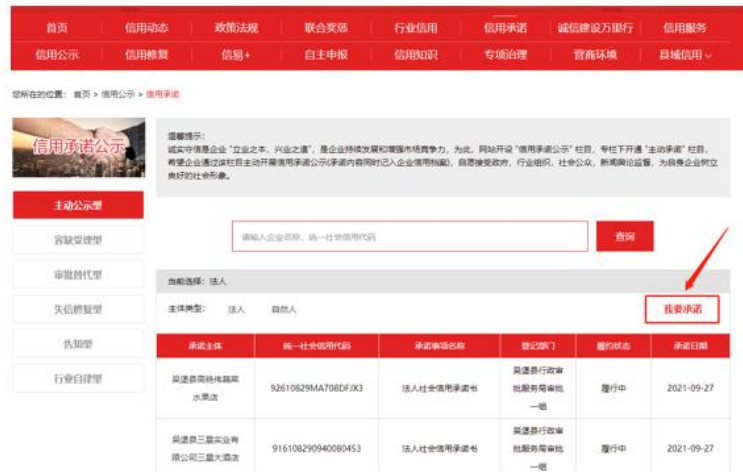 首页 信用动态 政策法规 联合奖惩 行业信用 信用承诺 诚信建设万里行 信用服务
信用公示 信用修复 信易+ 自主申报 信用知识 专项治理 营商环境 县域信用
您所在的位置: 首页 > 信用公示 > 信用承诺
信用承诺公示
温馨提示:
诚实守信是企业“立业之本,兴业之道”,是企业持续发展和增强市场竞争力,为此,网站开设“信用承诺公示”栏目,专栏下开通“主动承诺”栏目,
希望企业通过该栏目主动开展信用承诺公示(承诺内容同时记入企业信用档案),自愿接受政府、行业组织、社会公众、新闻舆论监督,为自身企业树立
良好的社会形象。
主动公示型
容缺受理型
审批替代型
失信修复型
告知型
行业自律型
请输入企业名称、统一社会信用代码
查询
当前选择: 法人
主体类型: 法人 自然人
我要承诺
承诺主体 统一社会信用代码 承诺事项名称 登记部门 履约状态 承诺日期
吴堡县 蔬菜
水果店
92610829MA708DFJX3
法人社会信用承诺书
吴堡县行政审
批服务局审批
一组
履行中
2021-09-27
吴堡县三星实业有
限公司三星大酒店
916108290940080453
法人社会信用承诺书
吴堡县行政审
批服务局审批
一组
履行中
2021-09-27